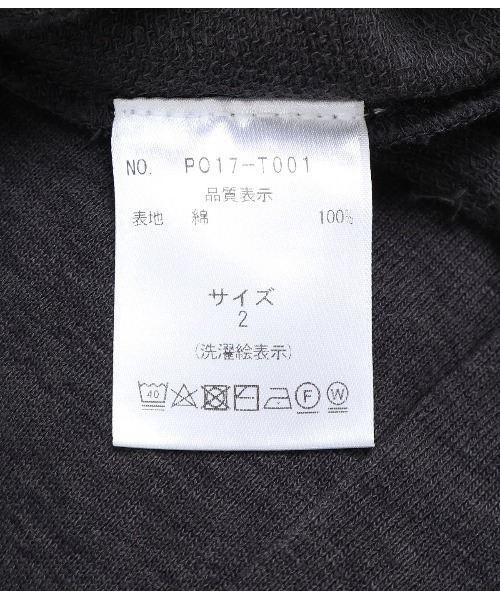 NO. PO17-T001
品質表示
表地 綿 100%
サイズ
2
(洗濯絵表示)
40 F W